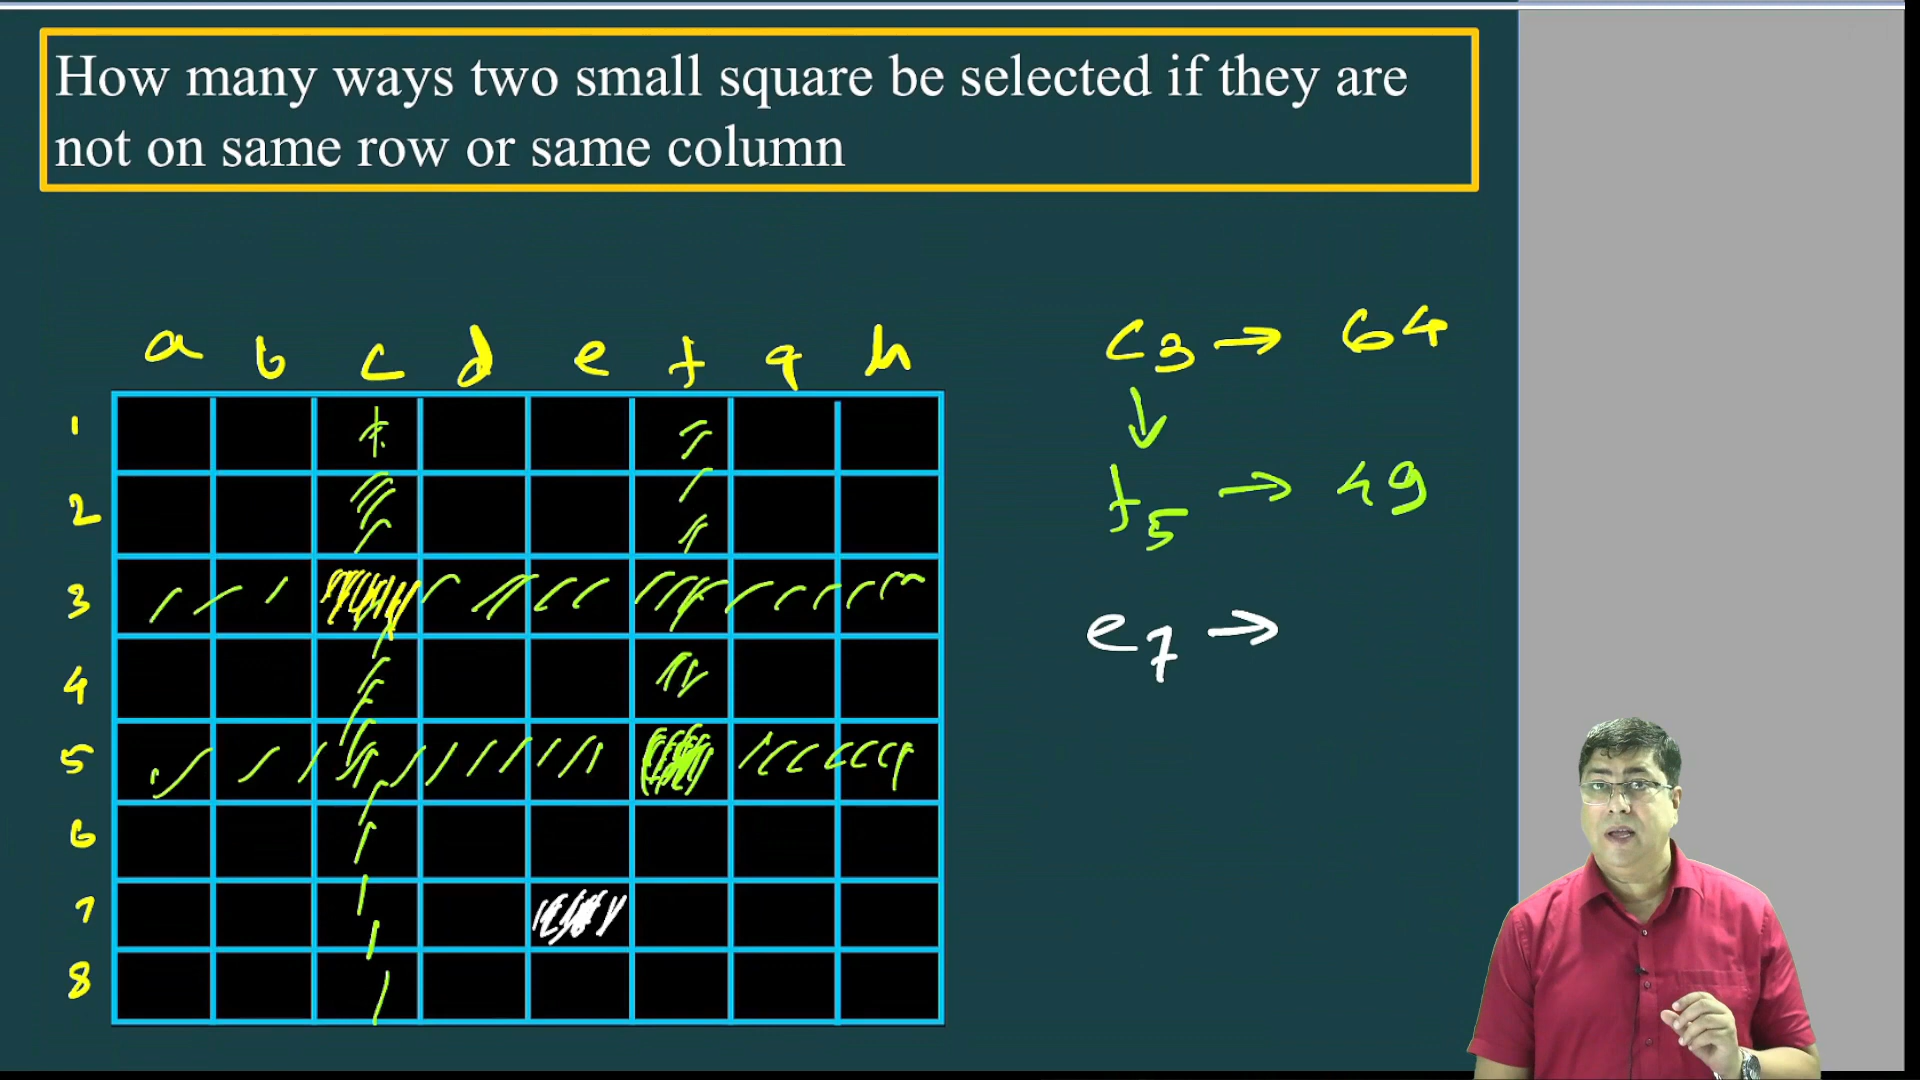 How many ways two small square be selected if they are
not on same row or same column
a b c d e f g h
1
2
3
4
5
6
7
8
c3 → 64
↓
f5 → 49
e7 →